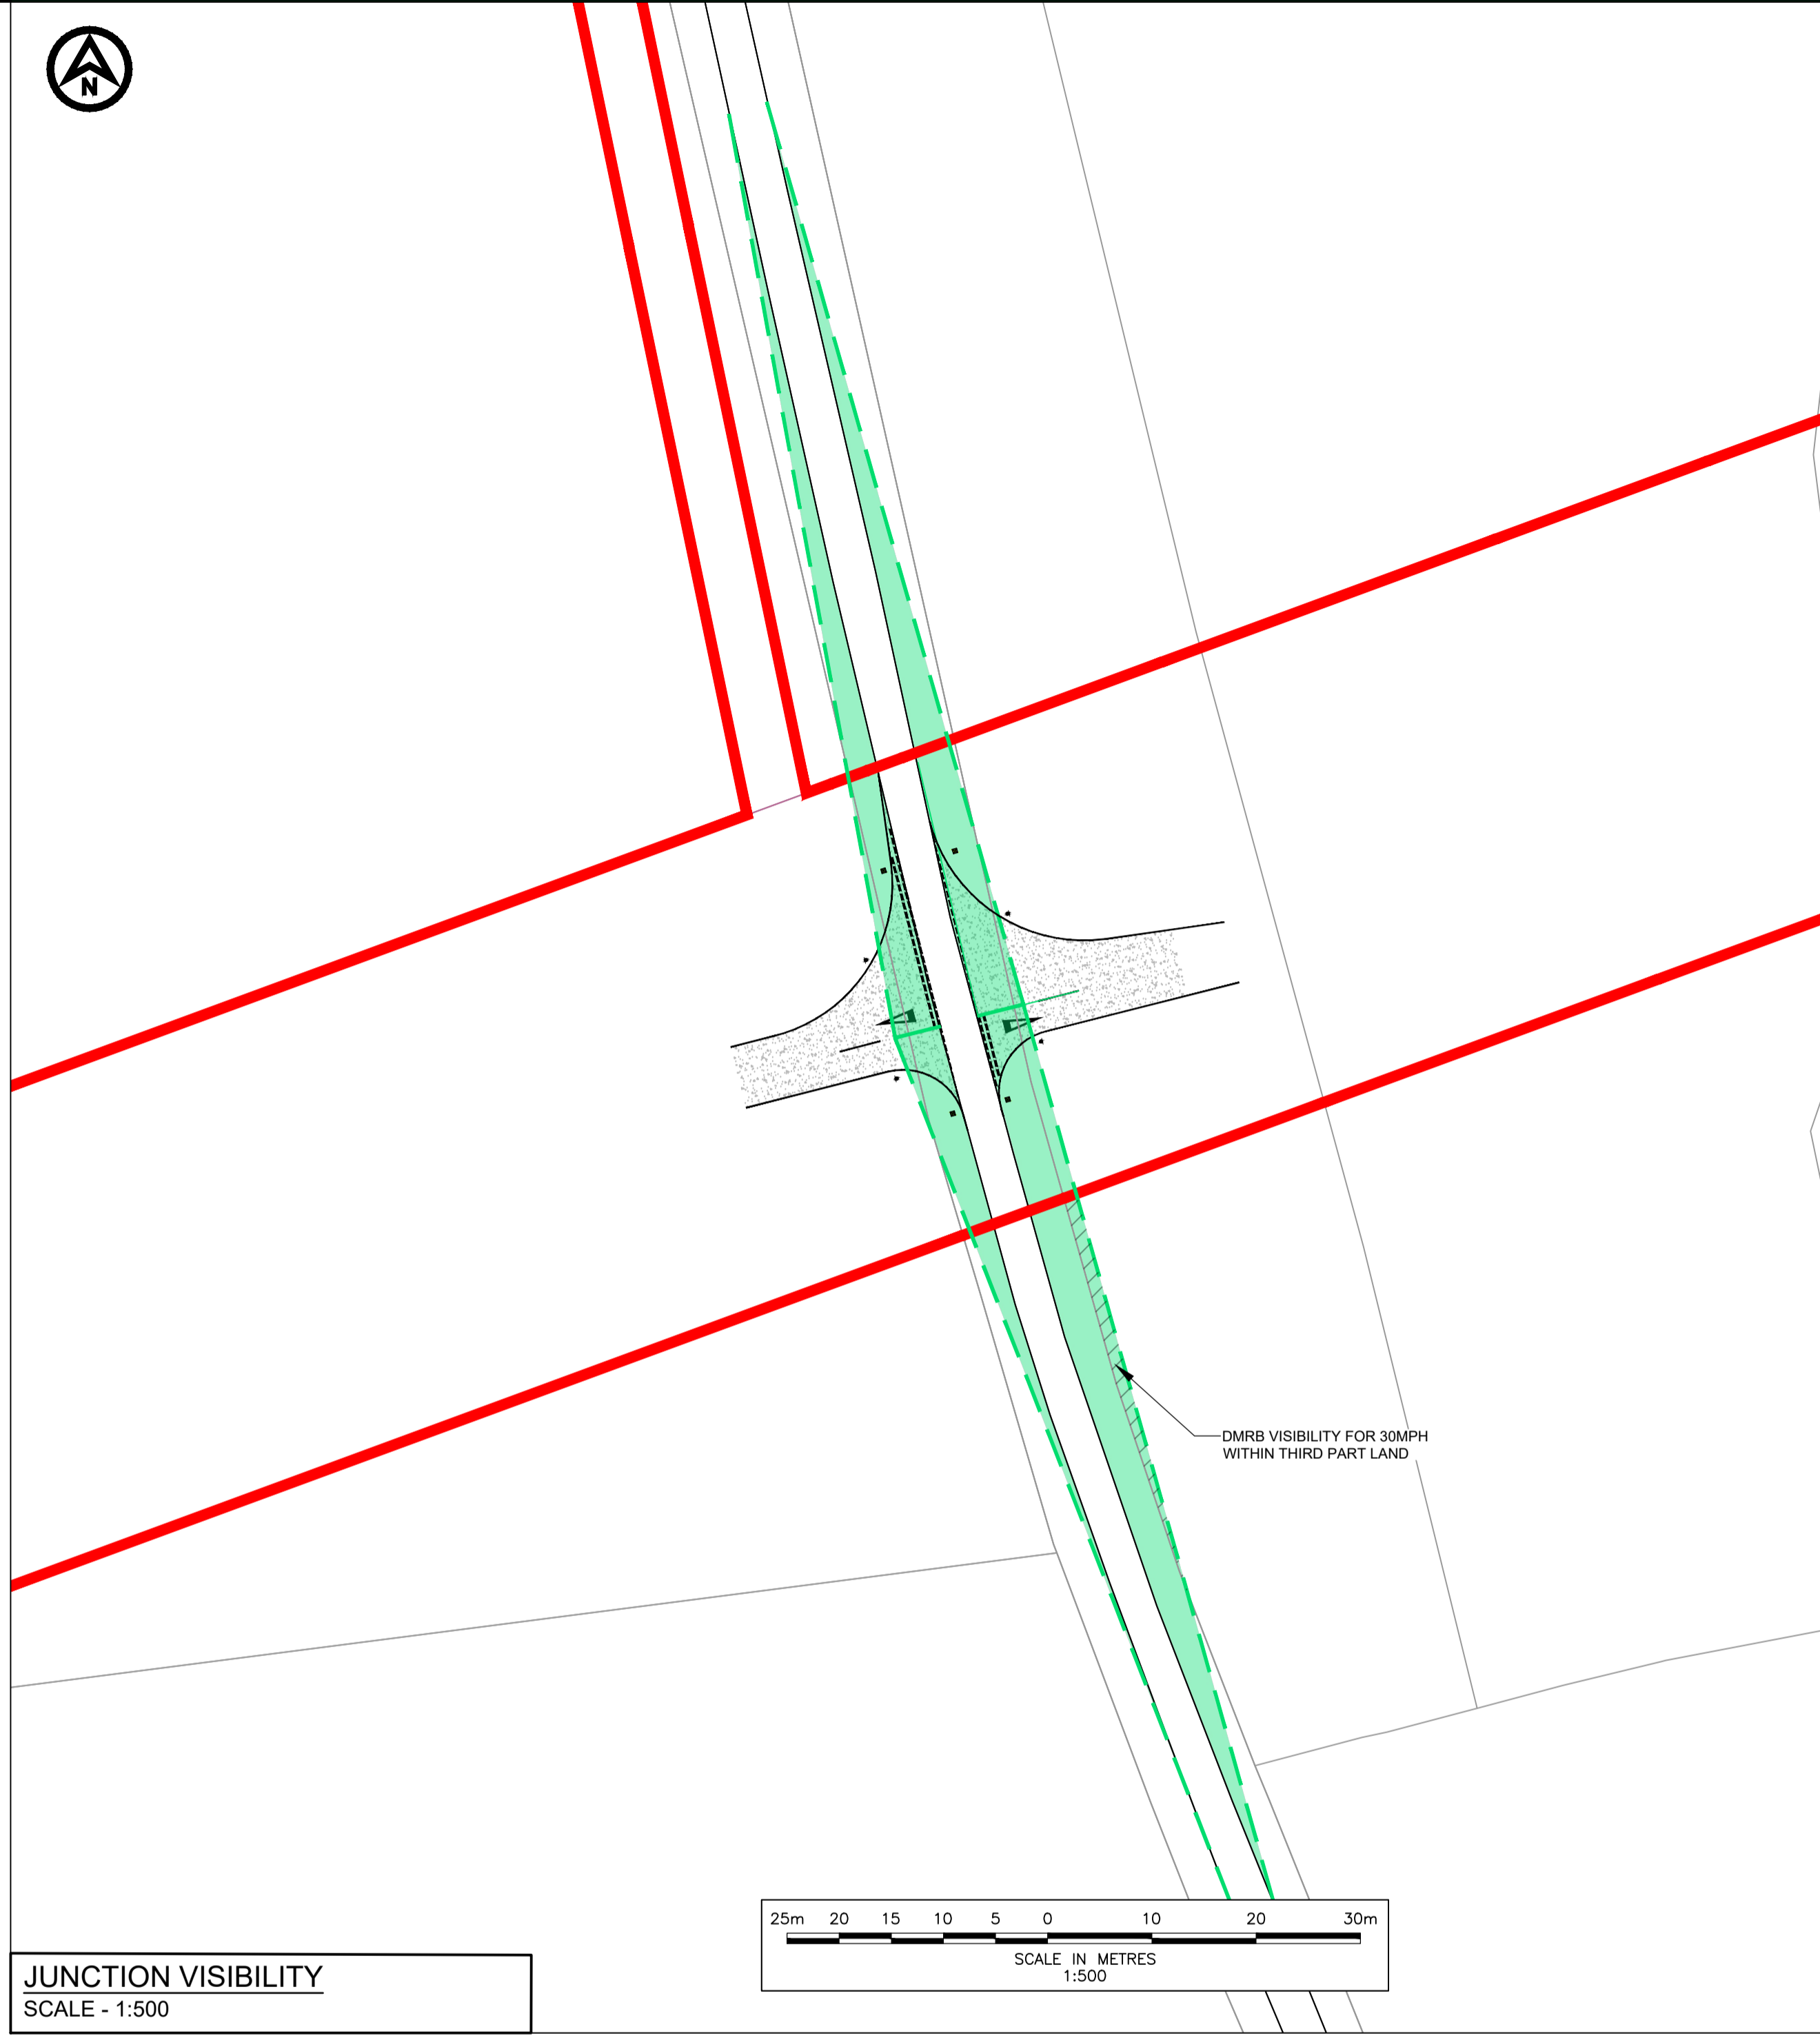 N
DMRB VISIBILITY FOR 30MPH
WITHIN THIRD PART LAND
25m 20 15 10 5 0 10 20 30m
SCALE IN METRES
1:500
JUNCTION VISIBILITY
SCALE - 1:500